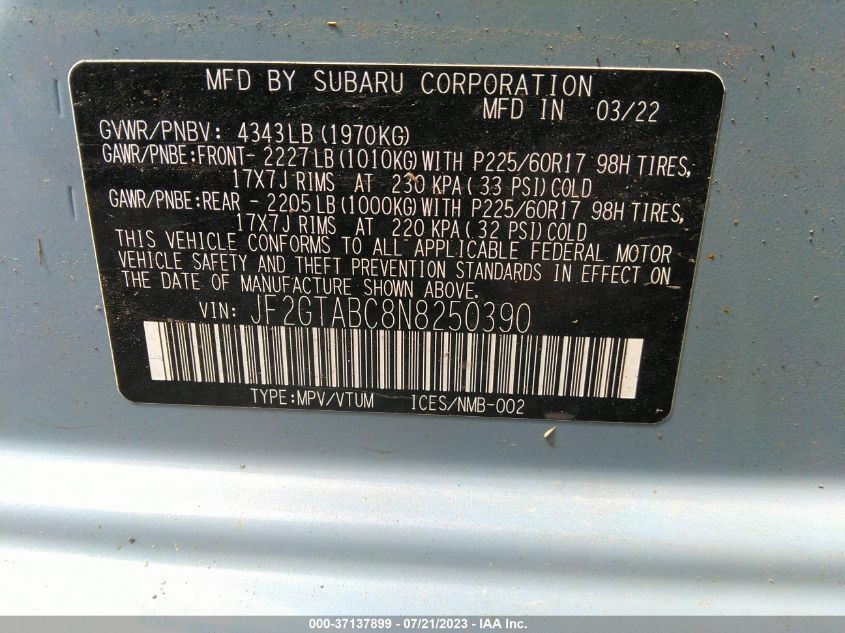 MFD BY SUBARU CORPORATION
MFD IN 03/22
GVWR/PNBV: 4343LB(1970KG)
GAWR/PNBE:FRONT- 2227LB(1010KG)WITH P225/60R17 98H TIRES,
17X7J RIMS AT 230 KPA(33 PSI)COLD
GAWR/PNBE:REAR - 2205LB(1000KG)WITH P225/60R17 98H TIRES,
17X7J RIMS AT 220 KPA(32 PSI)COLD
THIS VEHICLE CONFORMS TO ALL APPLICABLE FEDERAL MOTOR
VEHICLE SAFETY AND THEFT PREVENTION STANDARDS IN EFFECT ON
THE DATE OF MANUFACTURE SHOWN ABOVE.
VIN: JF2GTABC8N8250390
TYPE:MPV/VTUM ICES/NMB-002
000-37137899 - 07/21/2023 - IAA Inc.